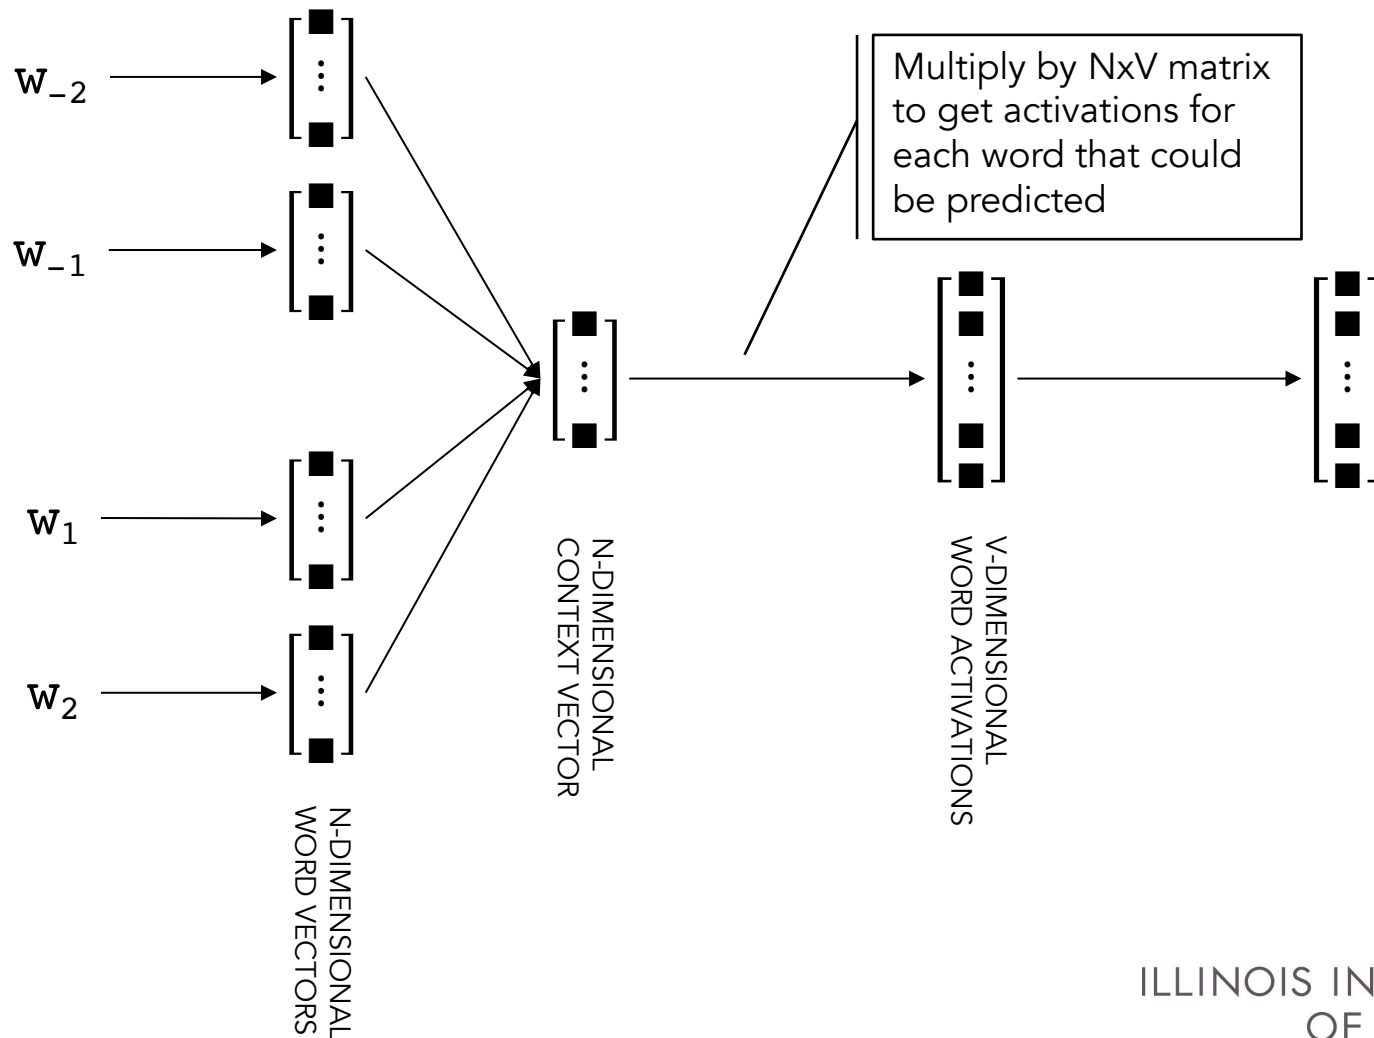 w₋₂
w₋₁
w₁
w₂
Multiply by NxV matrix
to get activations for
each word that could
be predicted
N-DIMENSIONAL
WORD VECTORS
N-DIMENSIONAL
CONTEXT VECTOR
V-DIMENSIONAL
WORD ACTIVATIONS
ILLINOIS IN
OF